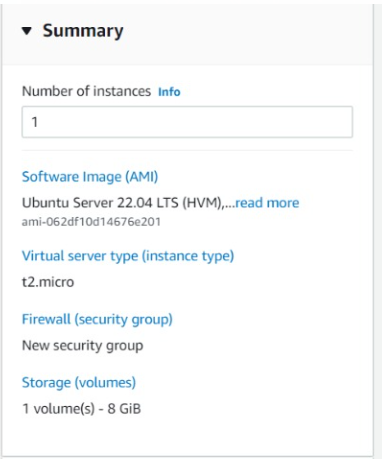 Summary
Number of instances Info
1
Software Image (AMI)
Ubuntu Server 22.04 LTS (HVM),...read more
ami-062df10d14676e201
Virtual server type (instance type)
t2.micro
Firewall (security group)
New security group
Storage (volumes)
1 volume(s) - 8 GiB